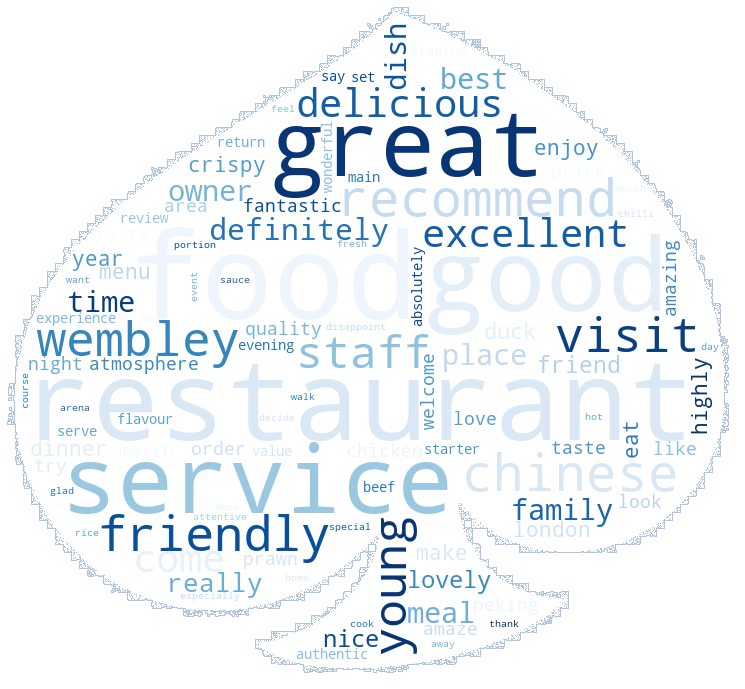 stadium
dish
say set
best
feel
delicious
great
return
wonderful
enjoy
crispy
price
main
owner
recommend
worth
area
fantastic
chilli
review
definitely
excellent
tasty
portion
fresh
food
good
year
menu
amazing
want
event
sauce
absolutely
time
experience
quality
disappoint
wembley
evening
visit
staff
duck
day
night
atmosphere
place
friend
welcome
highly
course
restaurant
walk
arena
flavour
decide
love
hot
serve
eat
dinner
match
order
value
chicken
starter
taste
like
try
service
chinese
glad
beef
look
book
family
attentive
friendly
special
young
london
rice
come
prawn
make
really
home
lovely
especially
peking
meal
cook
amaze
thank
nice
away
authentic